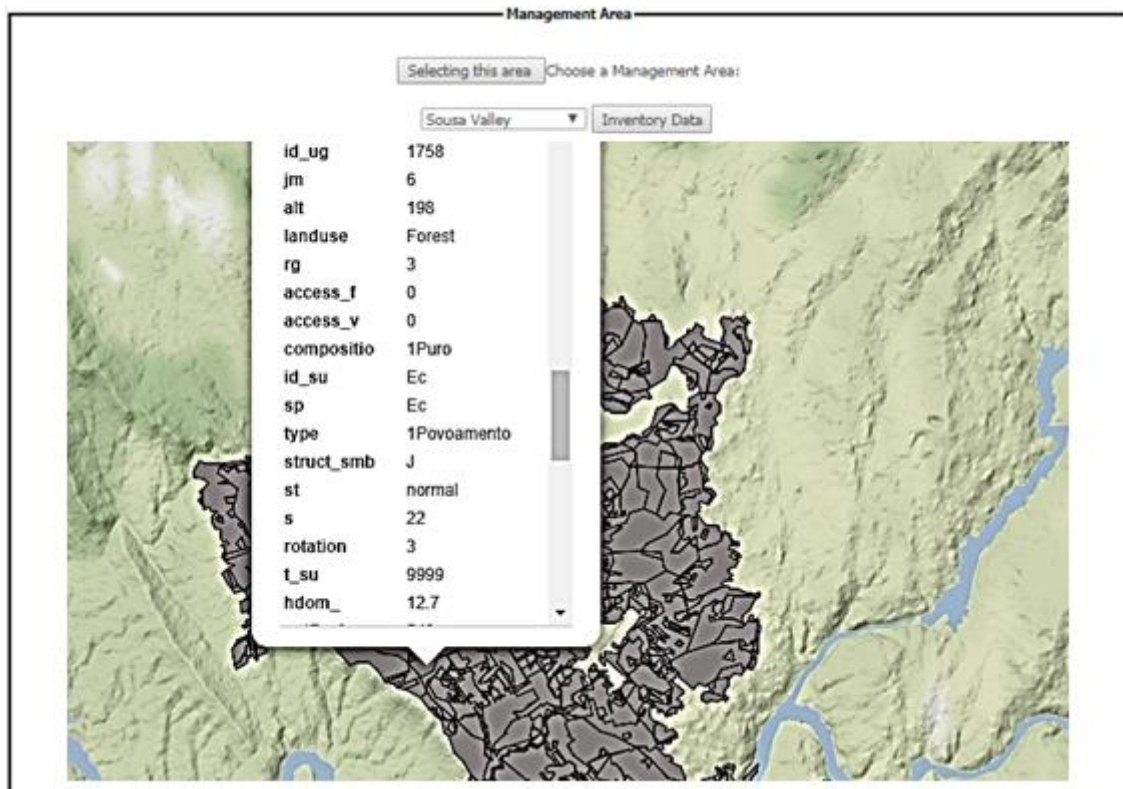 Management Area
Selecting this area Choose a Management Area:
Sousa Valley Inventory Data
id_ug 1758
jm 6
alt 198
landuse Forest
rg 3
access_f 0
access_v 0
compositio 1Puro
id_su Ec
sp Ec
type 1Povoamento
struct_smb J
st normal
s 22
rotation 3
t_su 9999
hdom_ 12.7